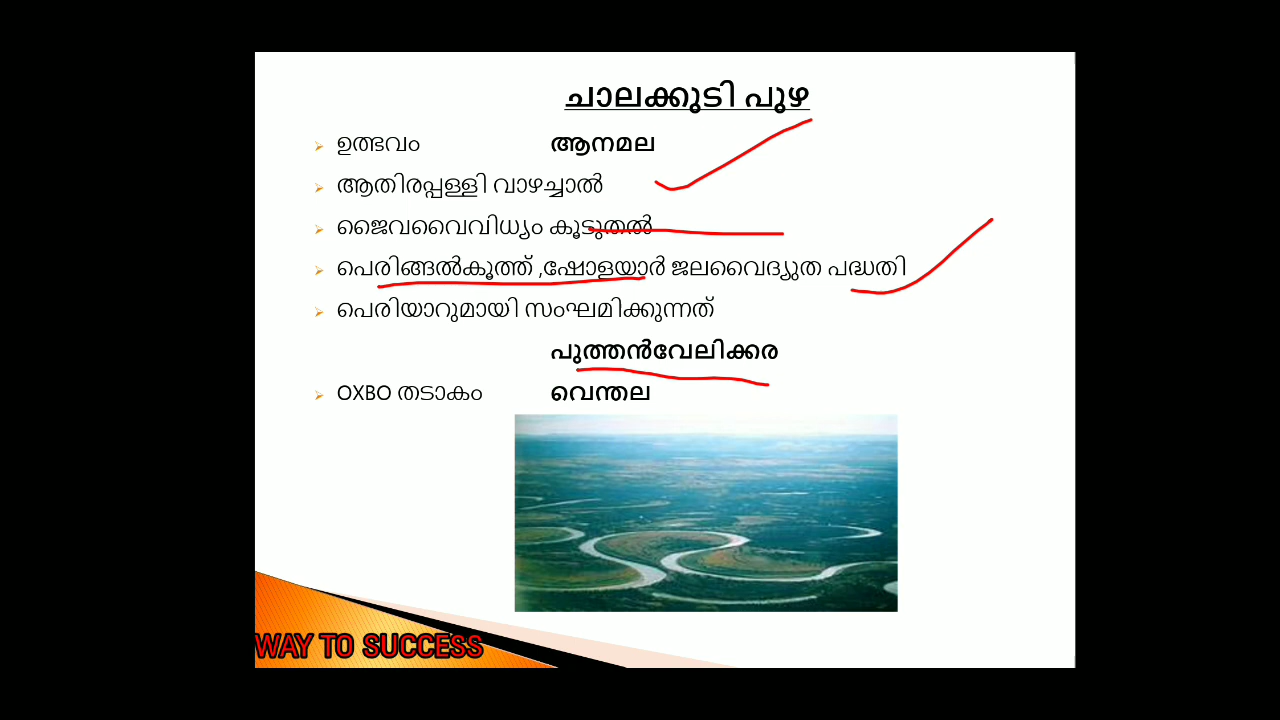 ചാലക്കുടി പുഴ
ഉത്ഭവം ആനമല
ആതിരപ്പള്ളി വാഴച്ചാൽ
ജൈവവൈവിധ്യം കൂടുതൽ
പെരിങ്ങൽകൂത്ത് ,ഷോളയാർ ജലവൈദ്യുത പദ്ധതി
പെരിയാറുമായി സംഘമിക്കുന്നത്
പുത്തൻവേലിക്കര
OXBO തടാകം വെന്തല
WAY TO SUCCESS